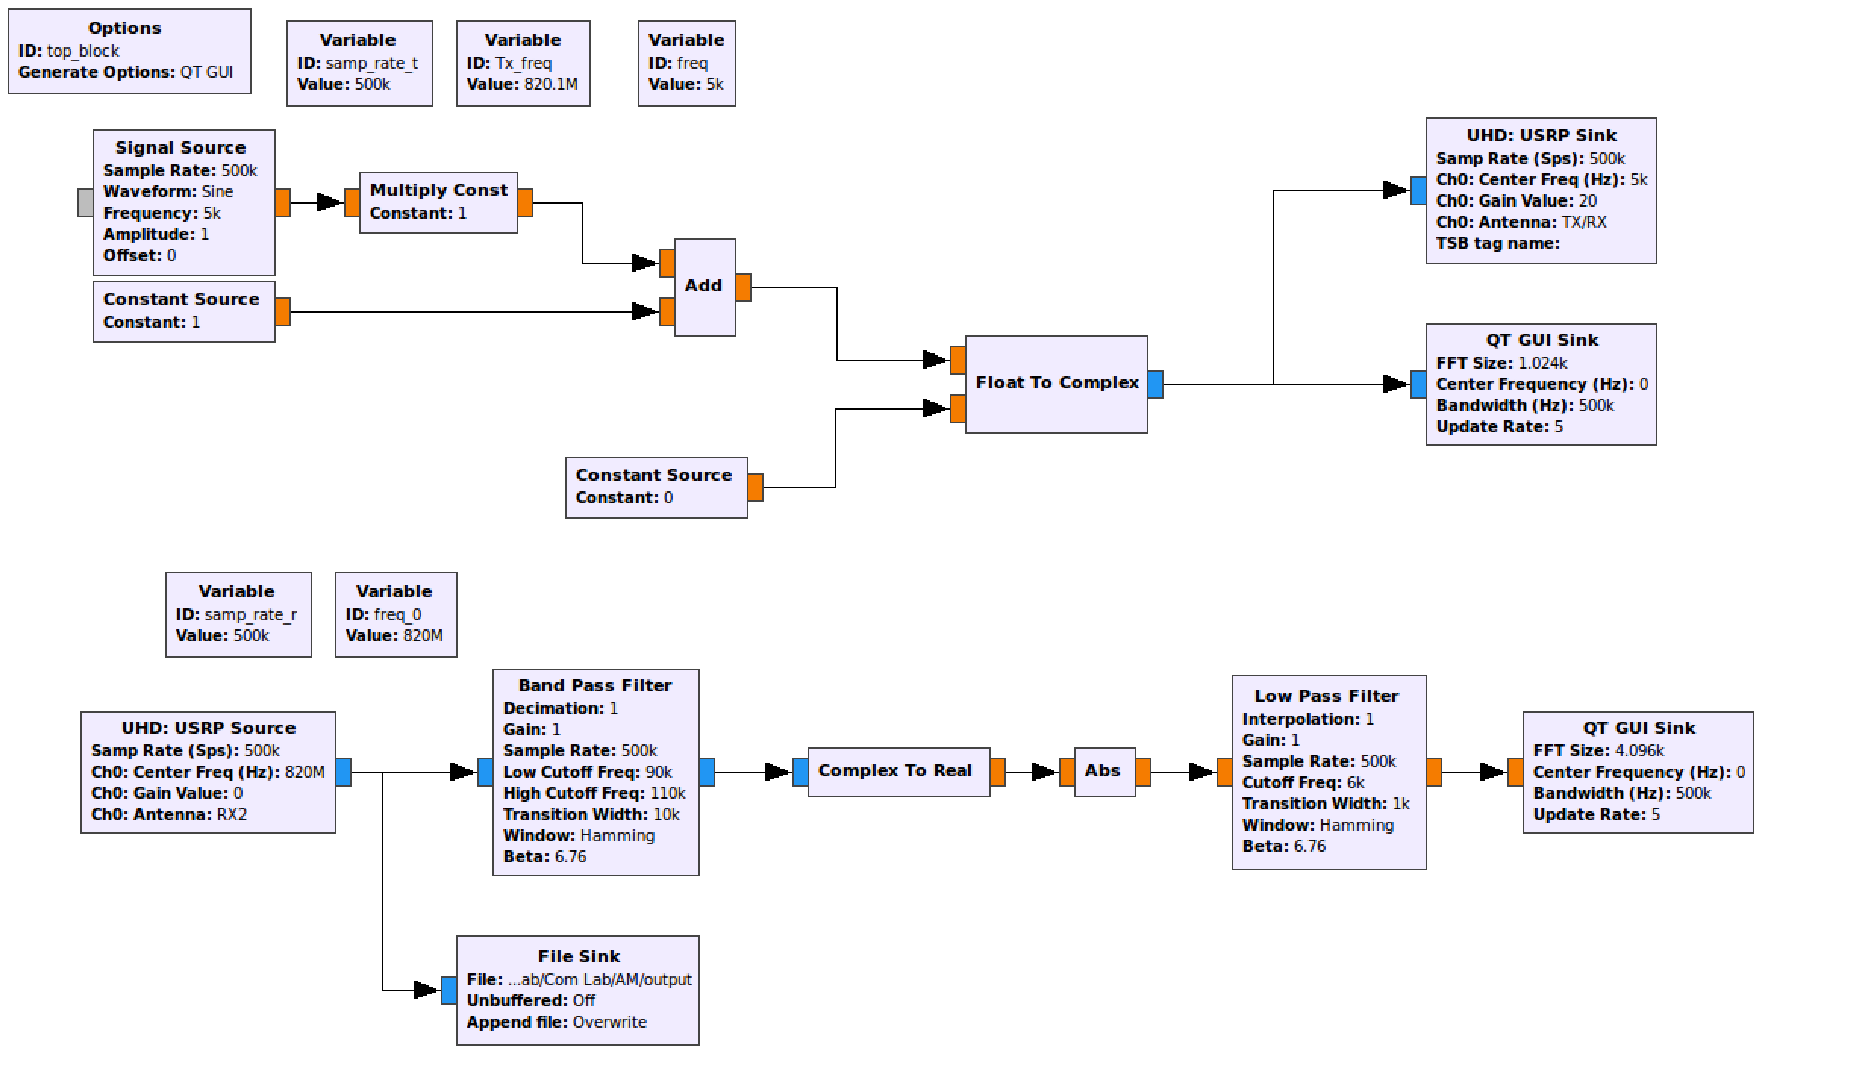 Options
ID: top_block
Generate Options: QT GUI
Variable
ID: samp_rate_t
Value: 500k
Variable
ID: Tx_freq
Value: 820.1M
Variable
ID: freq
Value: 5k
Signal Source
Sample Rate: 500k
Waveform: Sine
Frequency: 5k
Amplitude: 1
Offset: 0
Multiply Const
Constant: 1
Constant Source
Constant: 1
Add
Float To Complex
Constant Source
Constant: 0
UHD: USRP Sink
Samp Rate (Sps): 500k
Ch0: Center Freq (Hz): 5k
Ch0: Gain Value: 20
Ch0: Antenna: TX/RX
TSB tag name:
QT GUI Sink
FFT Size: 1.024k
Center Frequency (Hz): 0
Bandwidth (Hz): 500k
Update Rate: 5
Variable
ID: samp_rate_r
Value: 500k
Variable
ID: freq_0
Value: 820M
UHD: USRP Source
Samp Rate (Sps): 500k
Ch0: Center Freq (Hz): 820M
Ch0: Gain Value: 0
Ch0: Antenna: RX2
Band Pass Filter
Decimation: 1
Gain: 1
Sample Rate: 500k
Low Cutoff Freq: 90k
High Cutoff Freq: 110k
Transition Width: 10k
Window: Hamming
Beta: 6.76
Complex To Real
Abs
Low Pass Filter
Interpolation: 1
Gain: 1
Sample Rate: 500k
Cutoff Freq: 6k
Transition Width: 1k
Window: Hamming
Beta: 6.76
QT GUI Sink
FFT Size: 4.096k
Center Frequency (Hz): 0
Bandwidth (Hz): 500k
Update Rate: 5
File Sink
File: ...ab/Com Lab/AM/output
Unbuffered: Off
Append file: Overwrite